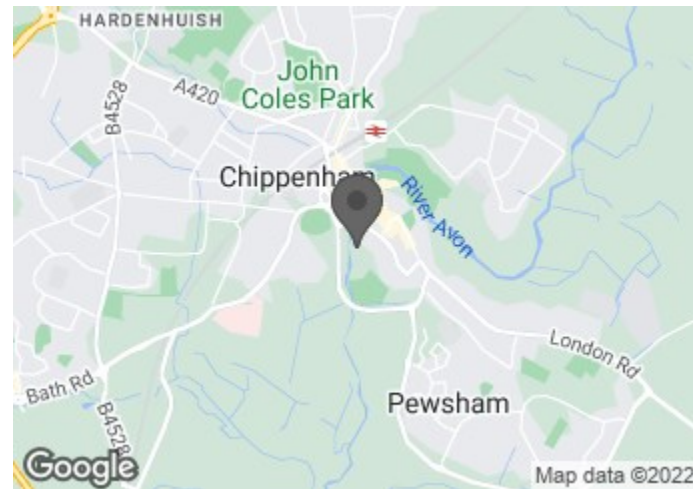 HARDENHUISH
John
Coles Park
A420
B4528
Chippenham
River Avon
London Rd
Bath Rd
Pewsham
B4528
Google
Map data ©2022